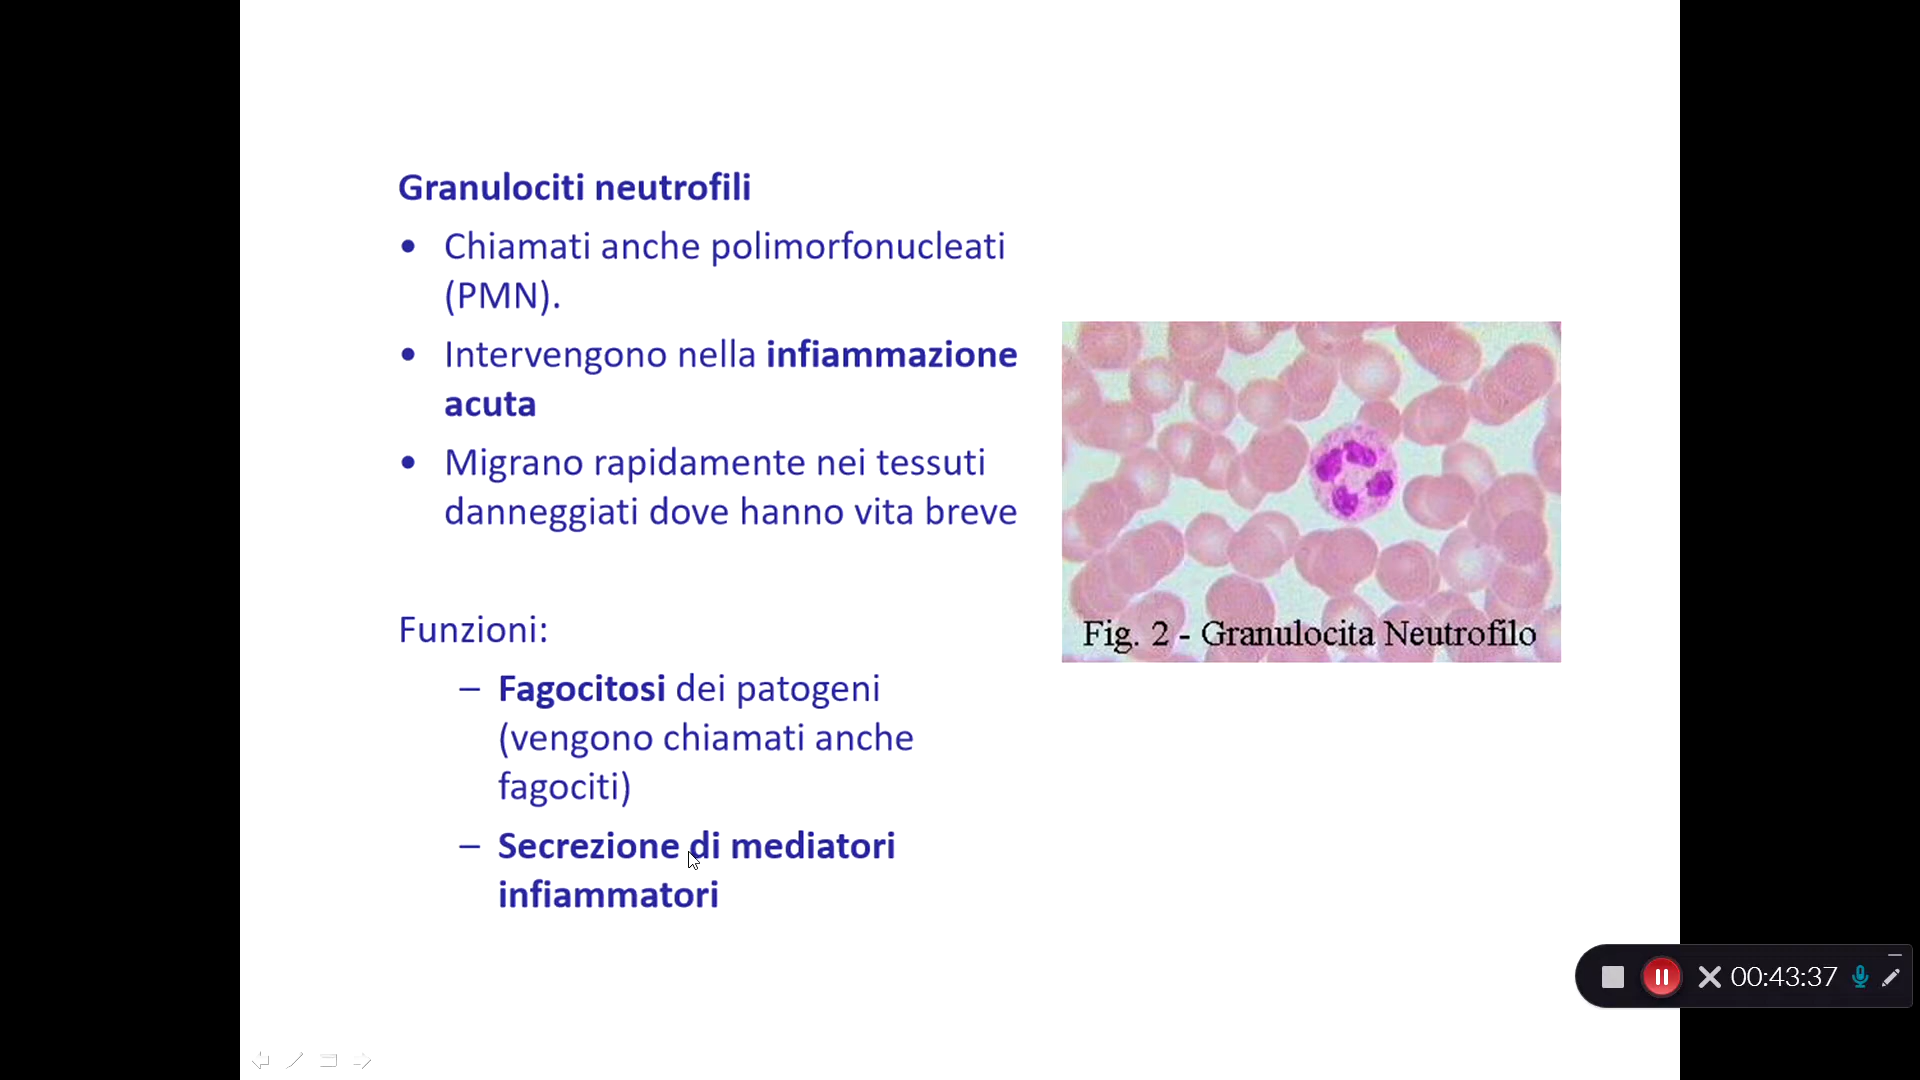 Granulociti neutrofili
• Chiamati anche polimorfonucleati
(PMN).
• Intervengono nella infiammazione
acuta
• Migrano rapidamente nei tessuti
danneggiati dove hanno vita breve
Funzioni:
– Fagocitosi dei patogeni
(vengono chiamati anche
fagociti)
– Secrezione di mediatori
infiammatori
Fig. 2 - Granulocita Neutrofilo
00:43:37